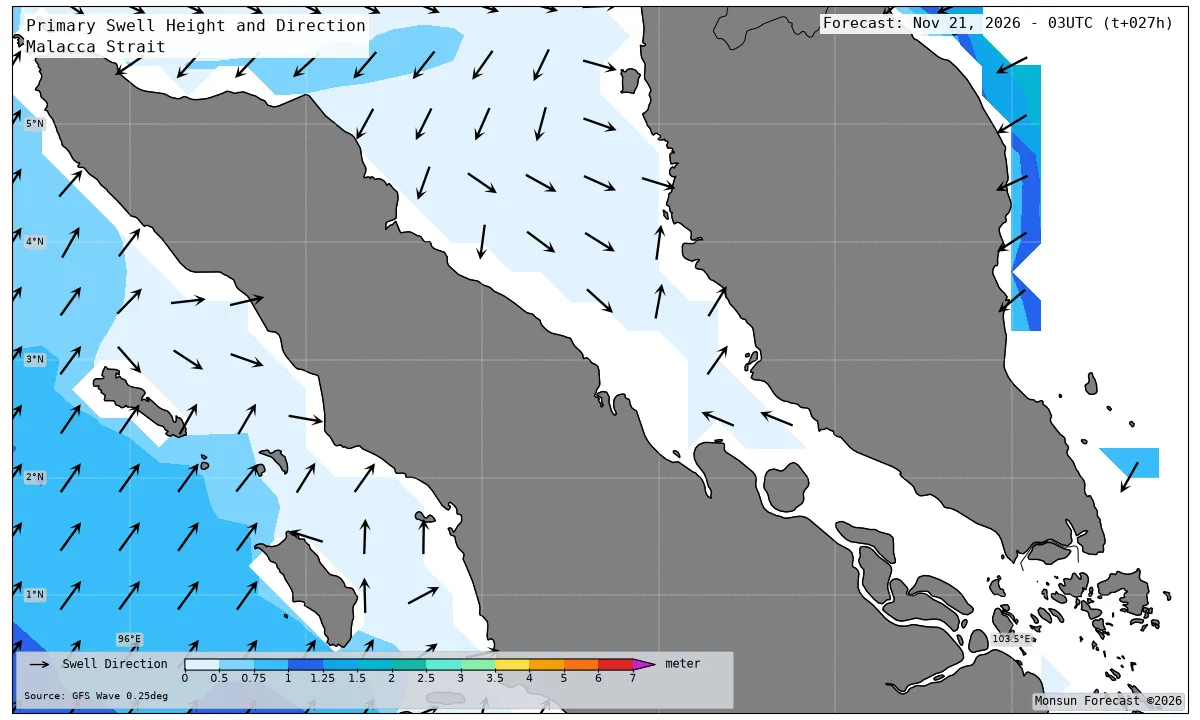 Primary Swell Height and Direction
Malacca Strait
Forecast: Nov 21, 2026 - 03UTC (t+027h)
5°N
4°N
3°N
2°N
1°N
96°E
103.5°E
Swell Direction
meter
0 0.5 0.75 1 1.25 1.5 2 2.5 3 3.5 4 5 6 7
Source: GFS Wave 0.25deg
Monsun Forecast ©2026